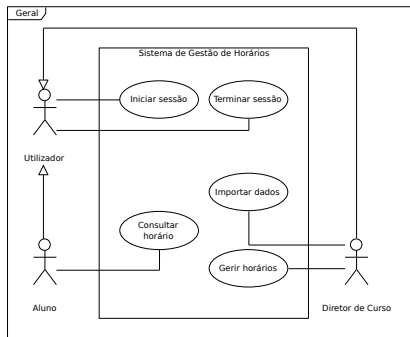 Geral
Sistema de Gestão de Horários
Iniciar sessão
Terminar sessão
Utilizador
Importar dados
Consultar
horário
Gerir horários
Aluno
Diretor de Curso